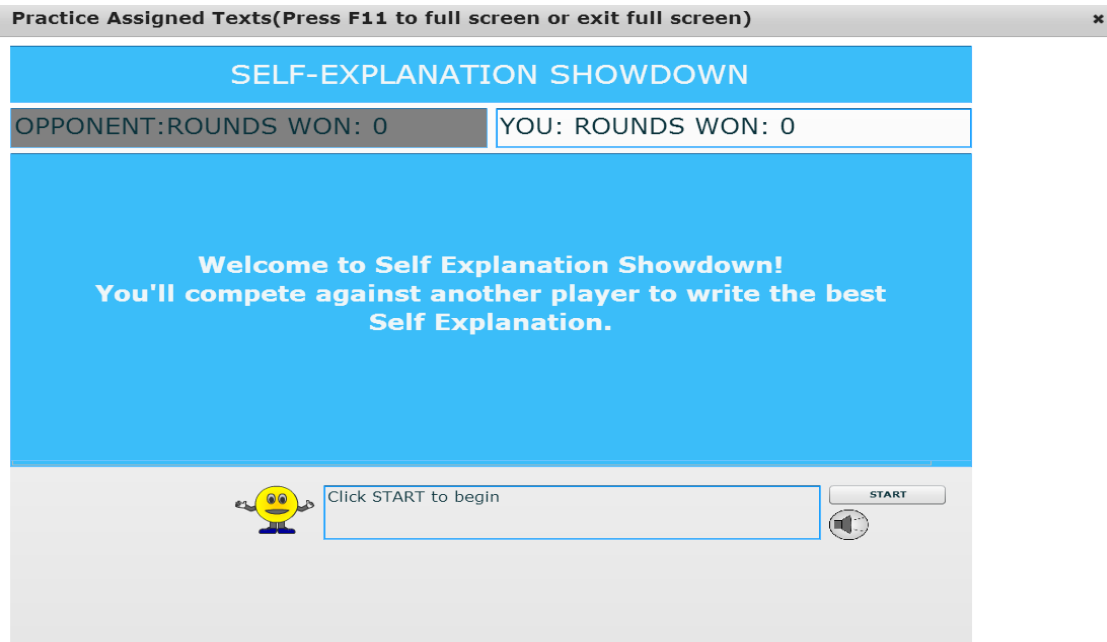 Practice Assigned Texts(Press F11 to full screen or exit full screen)
SELF-EXPLANATION SHOWDOWN
OPPONENT:ROUNDS WON: 0
YOU: ROUNDS WON: 0
Welcome to Self Explanation Showdown!
You'll compete against another player to write the best
Self Explanation.
Click START to begin
START